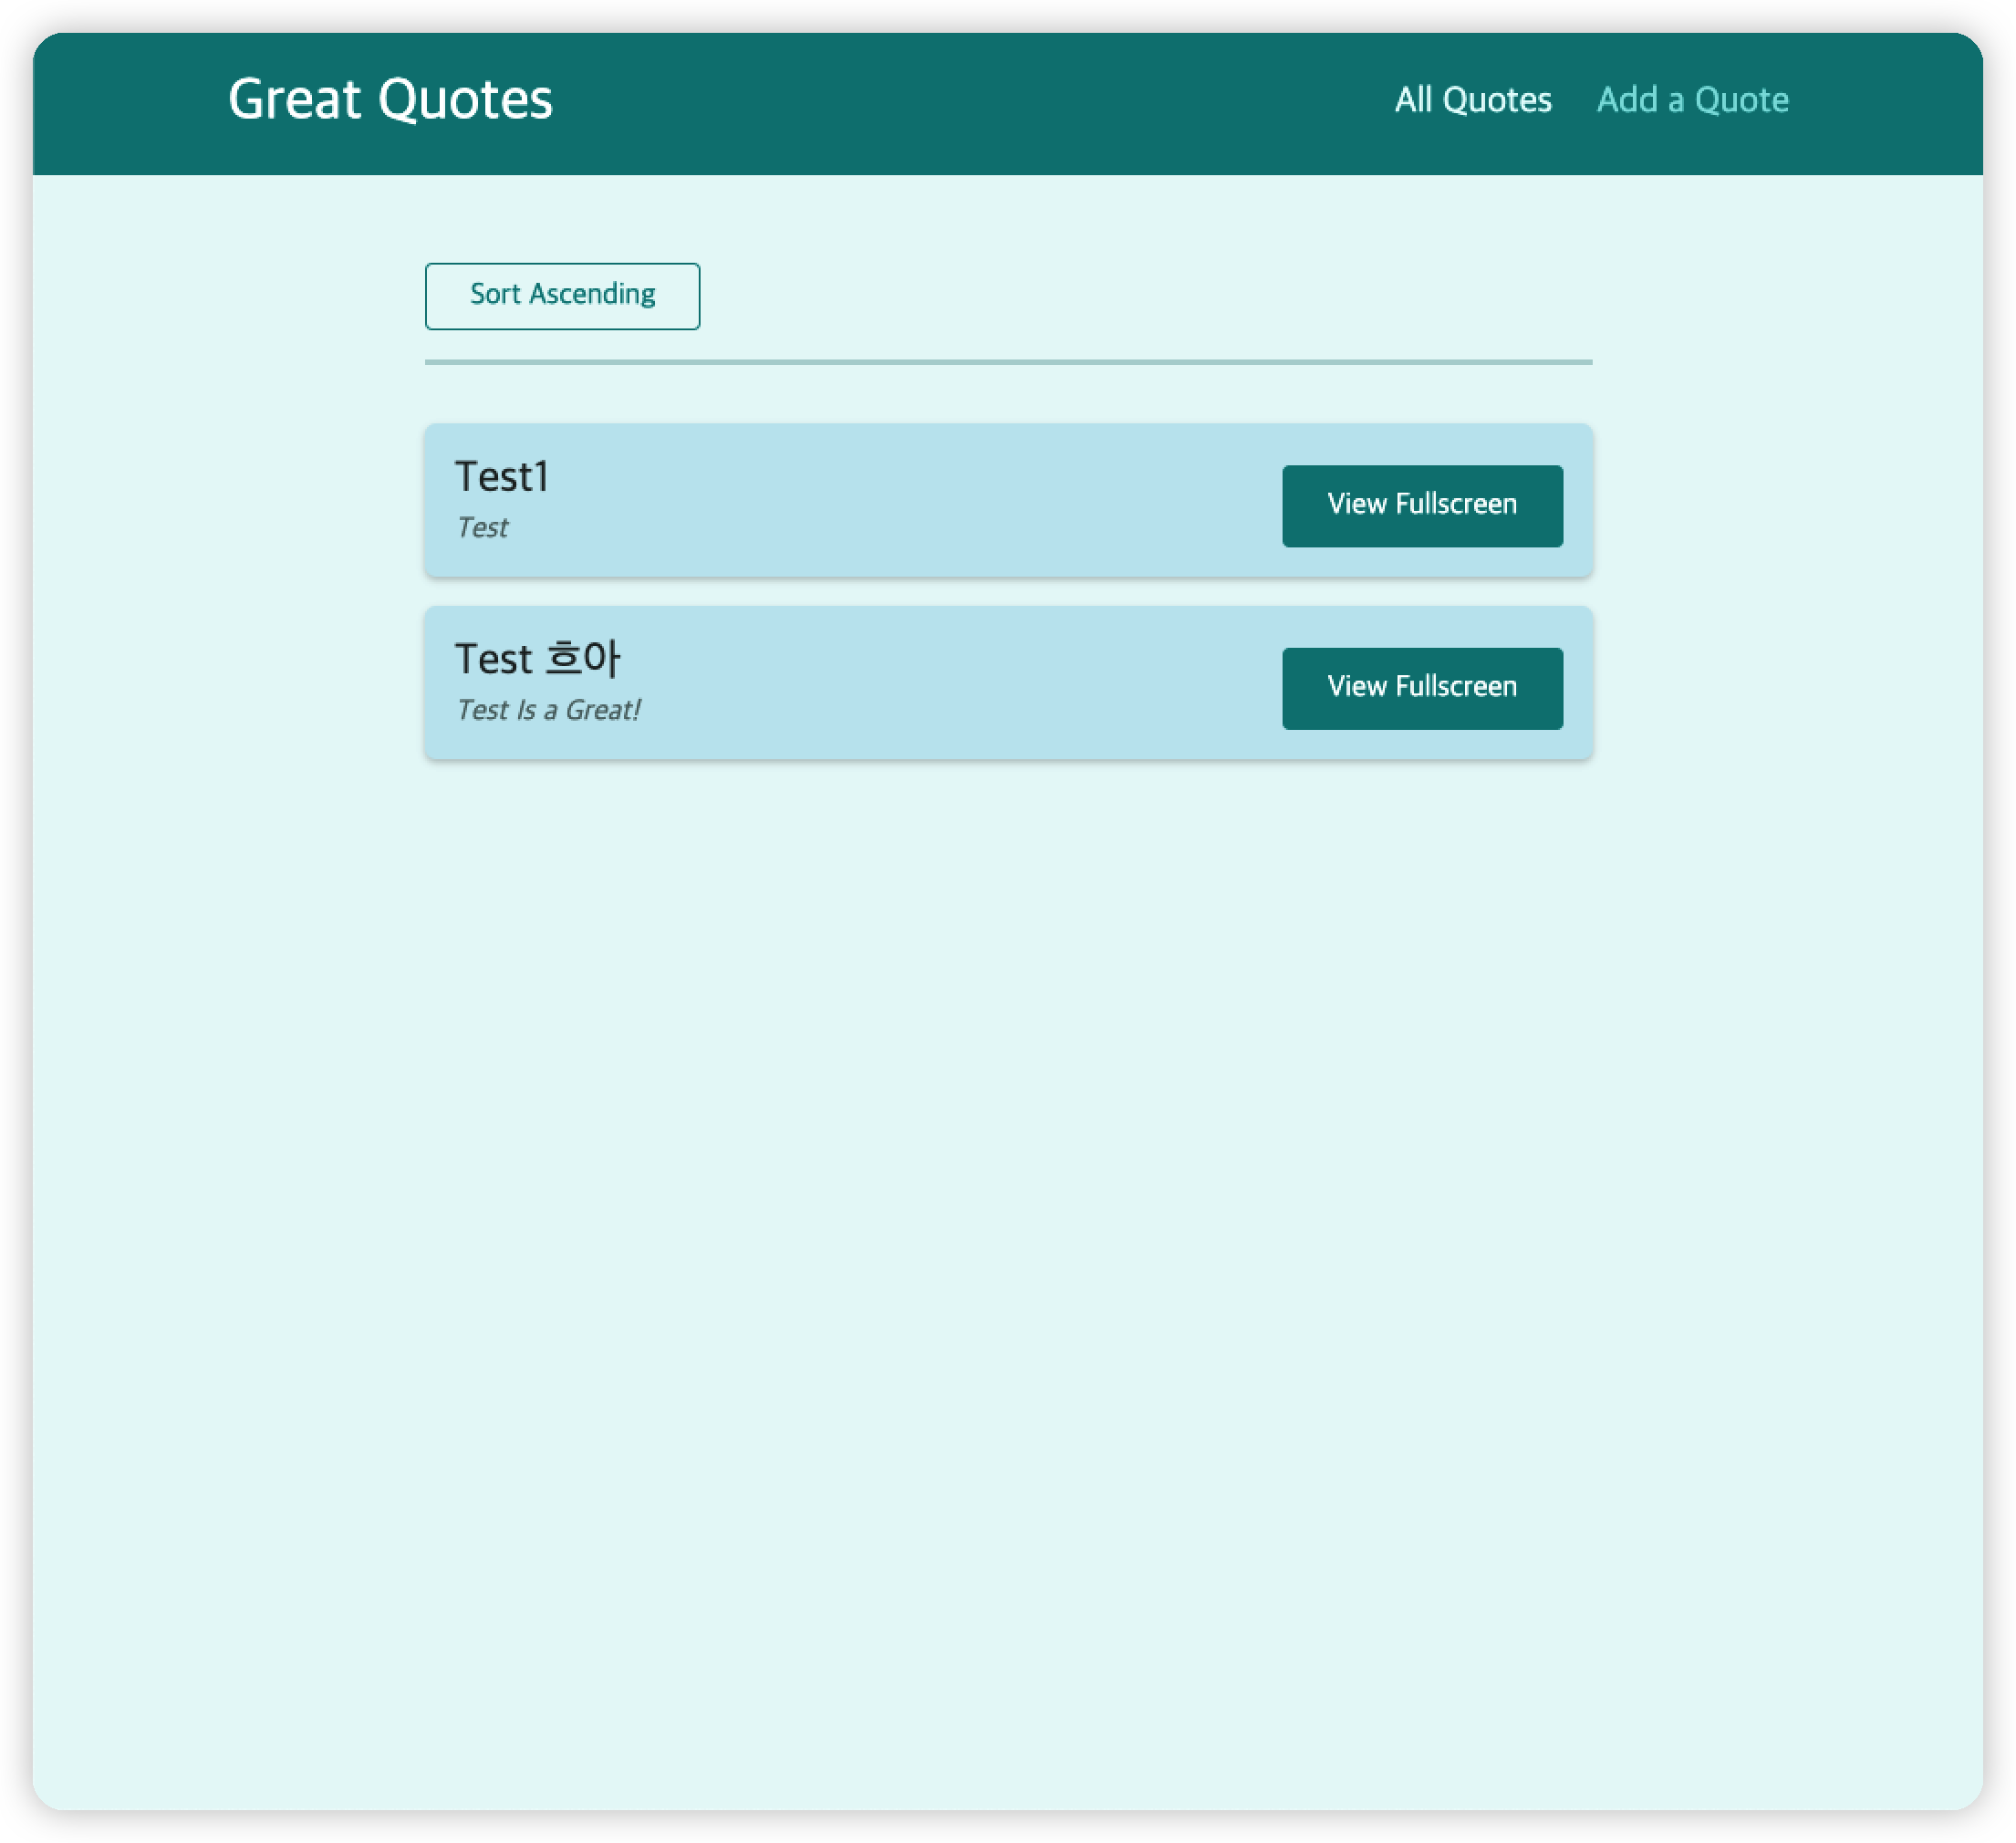 Great Quotes
All Quotes Add a Quote
Sort Ascending
Test1
Test
View Fullscreen
Test 흐아
Test Is a Great!
View Fullscreen